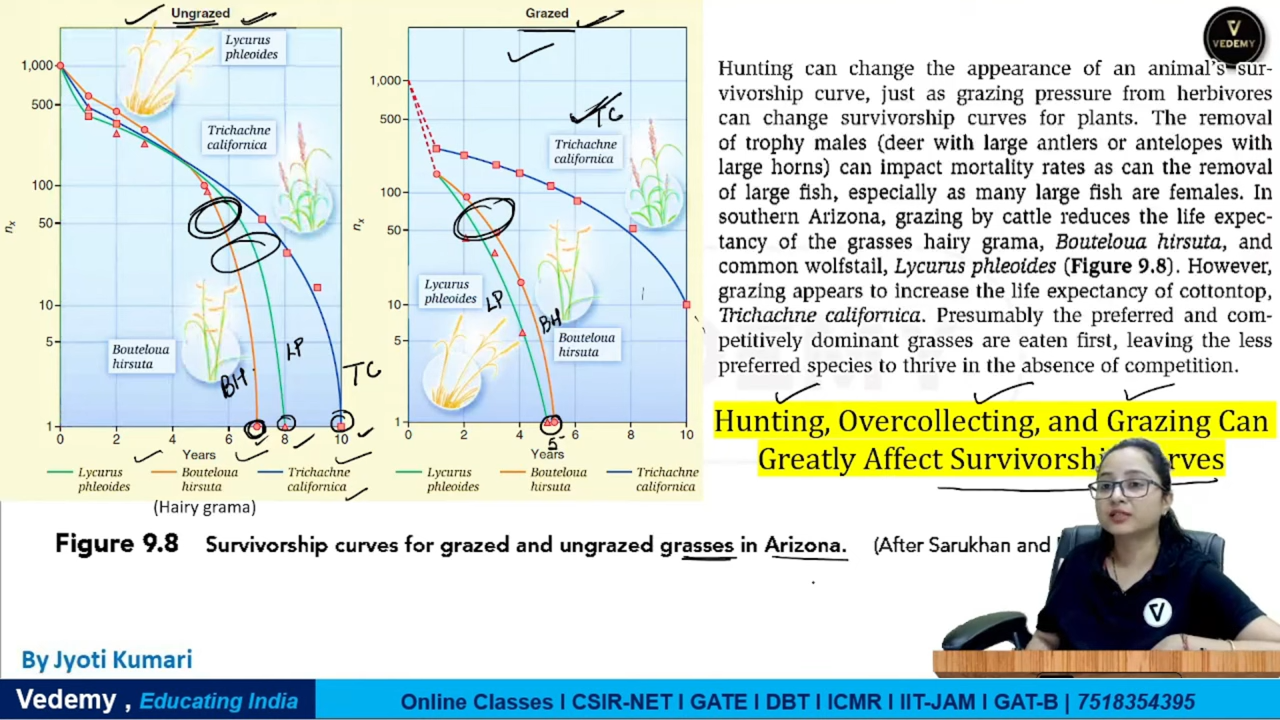 Ungrazed
Lycurus
phleoides
1,000
500
Trichachne
californica
100
50
nx
10
5
Bouteloua
hirsuta
BH
LP
TC
1
0
2
4
6
8
10
Years
Lycurus
phleoides
Bouteloua
hirsuta
Trichachne
californica
(Hairy grama)
Grazed
1,000
500
TC
Trichachne
californica
100
50
nx
Lycurus
phleoides
LP
10
5
BH
Bouteloua
hirsuta
1
0
2
4
5
6
8
10
Years
Lycurus
phleoides
Bouteloua
hirsuta
Trichachne
californica
Figure 9.8 Survivorship curves for grazed and ungrazed grasses in Arizona. (After Sarukhan and
VEDEMY
Hunting can change the appearance of an animal's sur-
vivorship curve, just as grazing pressure from herbivores
can change survivorship curves for plants. The removal
of trophy males (deer with large antlers or antelopes with
large horns) can impact mortality rates as can the removal
of large fish, especially as many large fish are females. In
southern Arizona, grazing by cattle reduces the life expec-
tancy of the grasses hairy grama, Bouteloua hirsuta, and
common wolfstail, Lycurus phleoides (Figure 9.8). However,
grazing appears to increase the life expectancy of cottontop,
Trichachne californica. Presumably the preferred and com-
petitively dominant grasses are eaten first, leaving the less
preferred species to thrive in the absence of competition.
Hunting, Overcollecting, and Grazing Can
Greatly Affect Survivorship Curves
By Jyoti Kumari
Vedemy , Educating India
Online Classes I CSIR-NET I GATE I DBT I ICMR I IIT-JAM I GAT-B | 7518354395